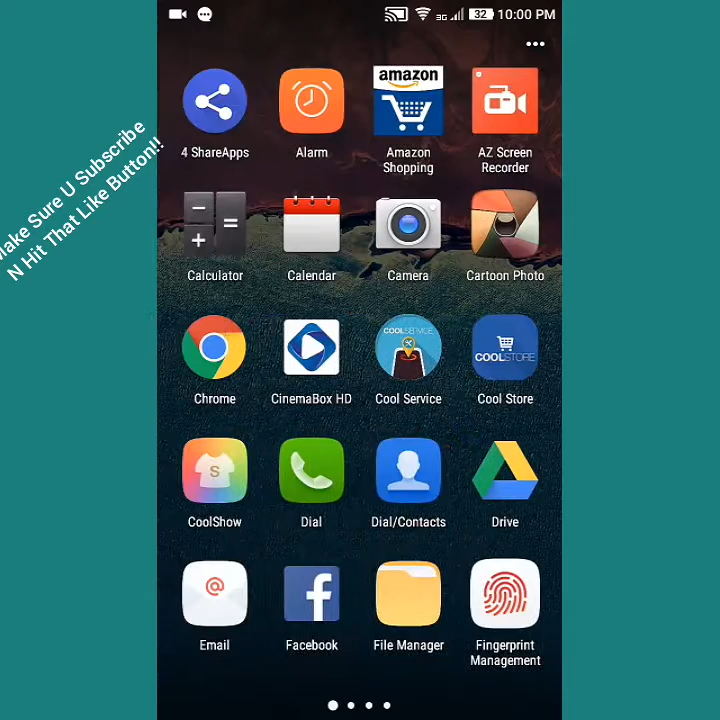 3G 32 10:00 PM
Make Sure U Subscribe
N Hit That Like Button!!
amazon
4 ShareApps Alarm Amazon Shopping AZ Screen Recorder
Calculator Calendar Camera Cartoon Photo
COOLSERVICE
COOLSTORE
Chrome CinemaBox HD Cool Service Cool Store
S
CoolShow Dial Dial/Contacts Drive
@
f
Email Facebook File Manager Fingerprint Management